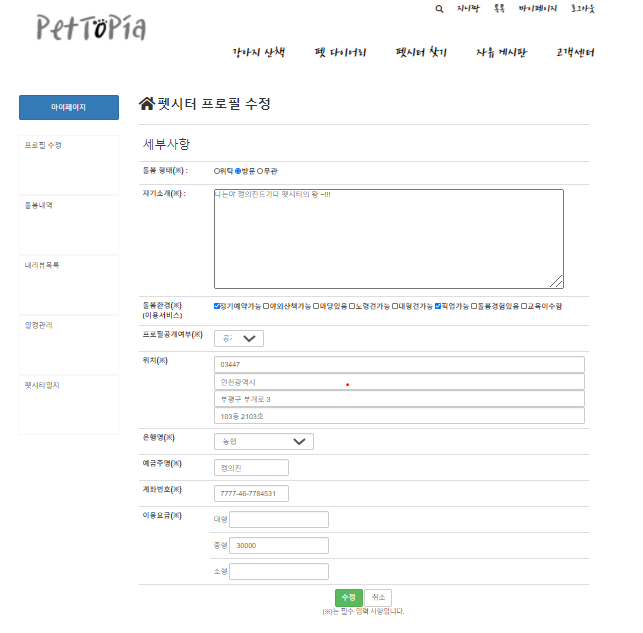 지니짝 목록 마이페이지 로그아웃
PetToPia
강아지 산책 펫 다이어리 펫시터 찾기 자유 게시판 고객센터
마이페이지
프로필 수정
돌봄내역
내리뷰목록
일정관리
펫시터일지
펫시터 프로필 수정
세부사항
돌봄 형태(※) : 위탁 방문 무관
자기소개(※) : 나는야 정의진드기다 펫시터의 왕 ~!!!
돌봄환경(※) 정기예약가능 야외산책가능 마당있음 노령견가능 대형견가능 픽업가능 돌봄경험있음 교육이수함
(이용서비스)
프로필공개여부(※) 공개
위치(※) 03447
인천광역시
부평구 부개로 3
103동 2103호
은행명(※) 농협
예금주명(※) 정의진
계좌번호(※) 7777-46-7784531
이용요금(※) 대형
중형 30000
소형
수정 취소
(※)는 필수 입력 사항입니다.